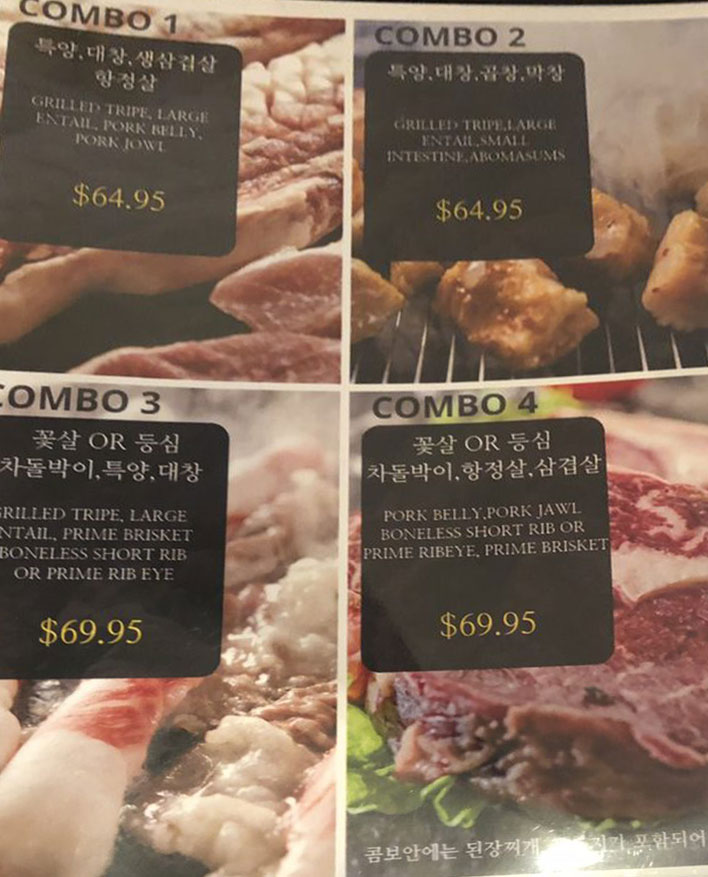 COMBO 1
특양,대창,생삼겹살
항정살
GRILLED TRIPE, LARGE
ENTAIL, PORK BELLY,
PORK JOWL
$64.95
COMBO 2
특양,대창,곱창,막창
GRILLED TRIPE,LARGE
ENTAIL,SMALL
INTESTINE,ABOMASUMS
$64.95
COMBO 3
꽃살 OR 등심
차돌박이,특양,대창
GRILLED TRIPE, LARGE
ENTAIL, PRIME BRISKET
BONELESS SHORT RIB
OR PRIME RIB EYE
$69.95
COMBO 4
꽃살 OR 등심
차돌박이,항정살,삼겹살
PORK BELLY,PORK JAWL
BONELESS SHORT RIB OR
PRIME RIBEYE, PRIME BRISKET
$69.95
콤보안에는 된장찌개 포함되어